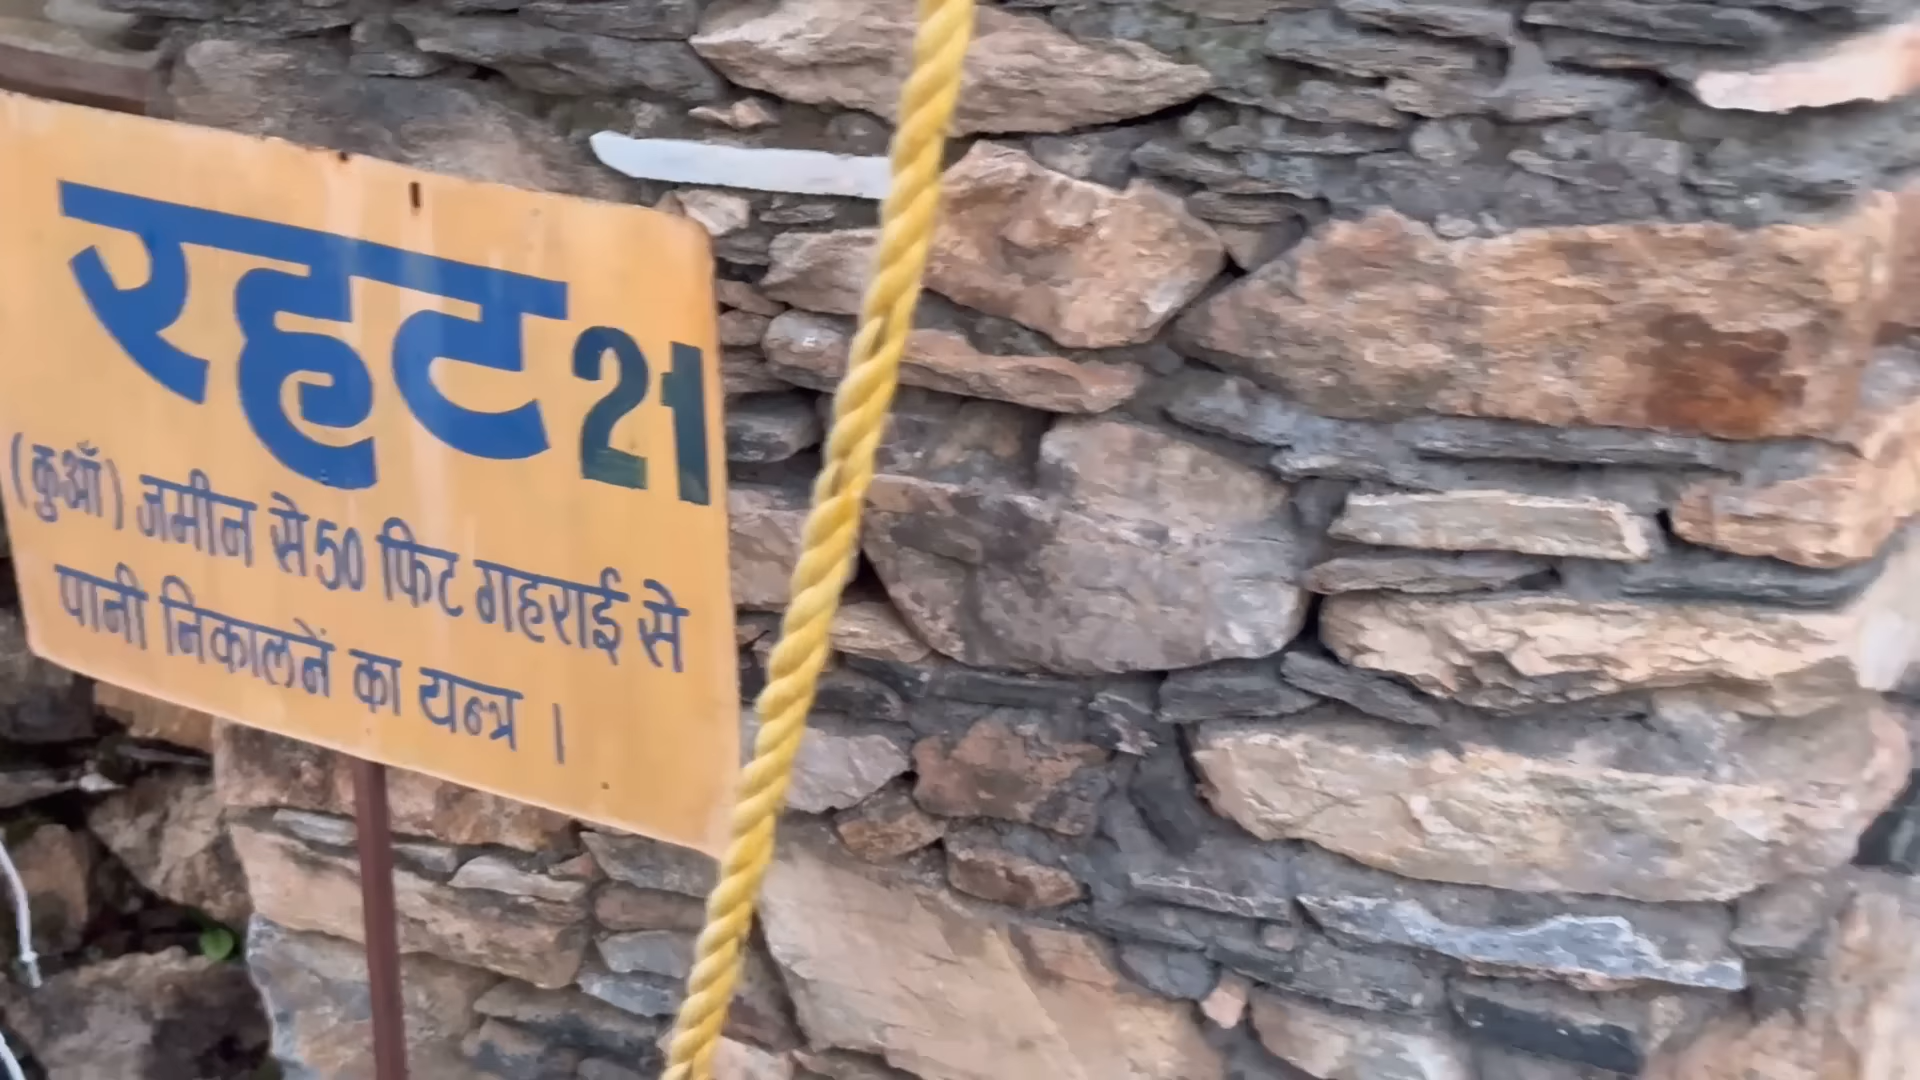 रहट 21
(कुआँ) जमीन से 50 फिट गहराई से
पानी निकालनें का यन्त्र ।